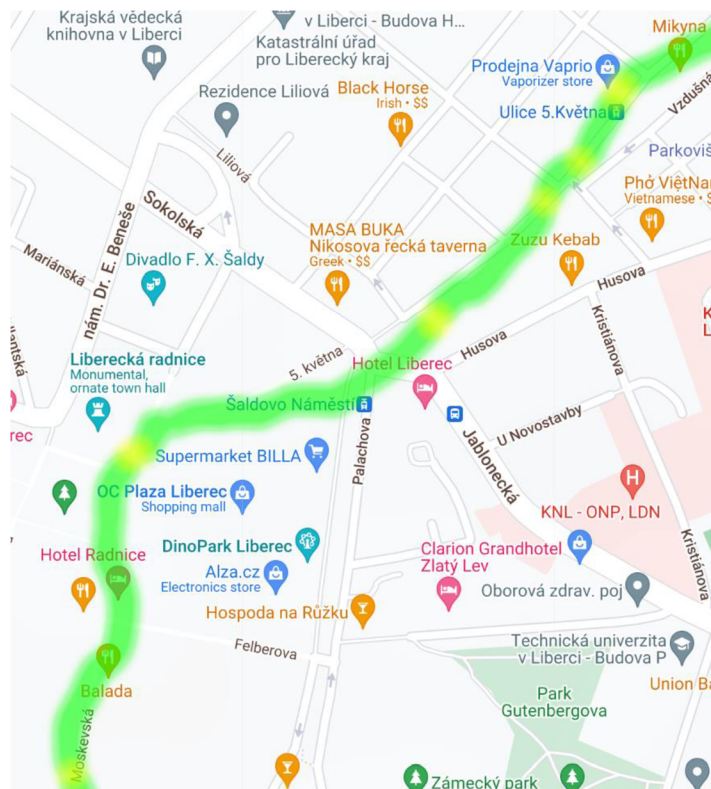 Krajská vědecká
knihovna v Liberci
v Liberci - Budova H...
Katastrální úřad
pro Liberecký kraj
Mikyna
Prodejna Vaprio
Vaporizer store
Rezidence Liliová
Black Horse
Irish • $$
Ulice 5.Května
Vzdušná
Liliová
Parkoviš
Sokolská
Phở ViệtNa
Vietnamese • $
MASA BUKA
Nikosova řecká taverna
Greek • $$
Zuzu Kebab
Mariánská
Divadlo F. X. Šaldy
nám. Dr. E. Beneše
Husova
Kristiánova
K
L
lantská
5. května
Husova
Liberecká radnice
Monumental,
ornate town hall
Hotel Liberec
Šaldovo Náměstí
rec
U Novostavby
Supermarket BILLA
Palachova
Jablonecká
OC Plaza Liberec
Shopping mall
H
KNL - ONP, LDN
DinoPark Liberec
Kristiánova
Hotel Radnice
Clarion Grandhotel
Zlatý Lev
Alza.cz
Electronics store
Oborová zdrav. poj
Hospoda na Růžku
Felberova
Technická univerzita
v Liberci - Budova P
Balada
Union Ba
Park
Gutenbergova
Moskevská
Zámecký park